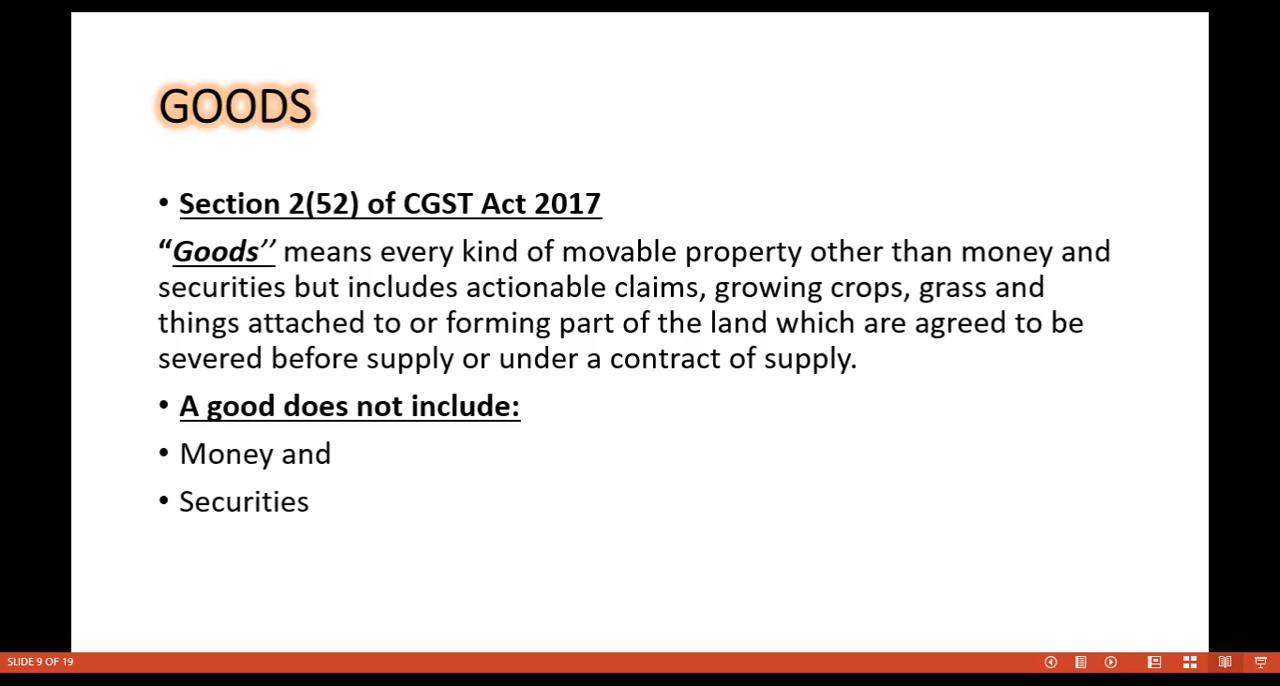 GOODS
• Section 2(52) of CGST Act 2017
“Goods’’ means every kind of movable property other than money and
securities but includes actionable claims, growing crops, grass and
things attached to or forming part of the land which are agreed to be
severed before supply or under a contract of supply.
• A good does not include:
• Money and
• Securities
SLIDE 9 OF 19